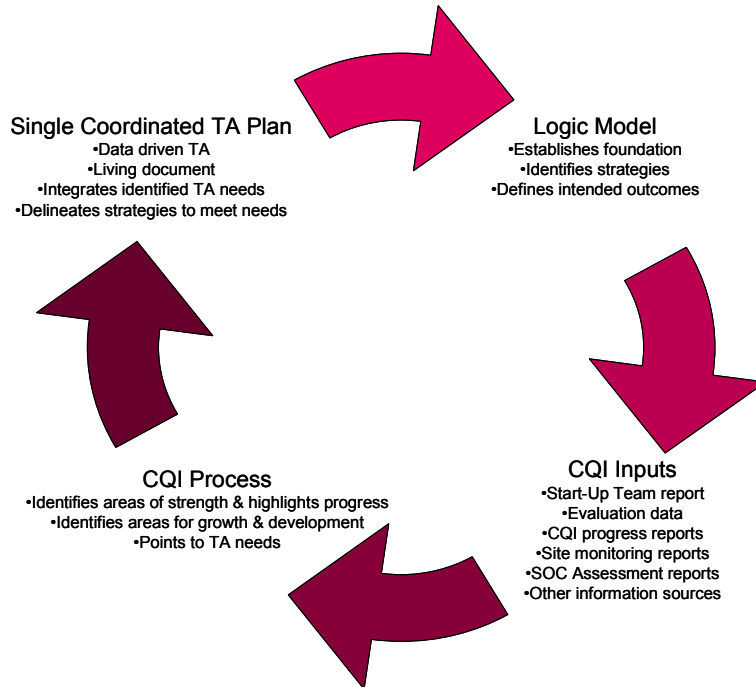 Single Coordinated TA Plan
•Data driven TA
•Living document
•Integrates identified TA needs
•Delineates strategies to meet needs
Logic Model
•Establishes foundation
•Identifies strategies
•Defines intended outcomes
CQI Inputs
•Start-Up Team report
•Evaluation data
•CQI progress reports
•Site monitoring reports
•SOC Assessment reports
•Other information sources
CQI Process
•Identifies areas of strength & highlights progress
•Identifies areas for growth & development
•Points to TA needs